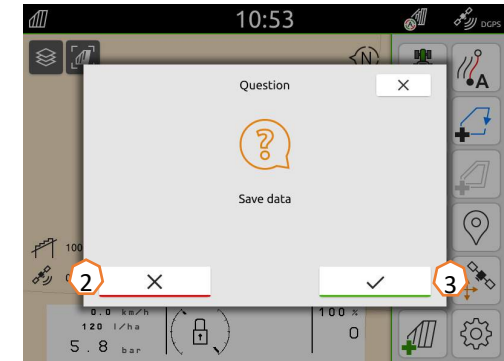 10:53
DGPS
N
Question
A
Save data
100
0
2
3
0.0 km/h
120 l/ha
5.8 bar
100 %
0